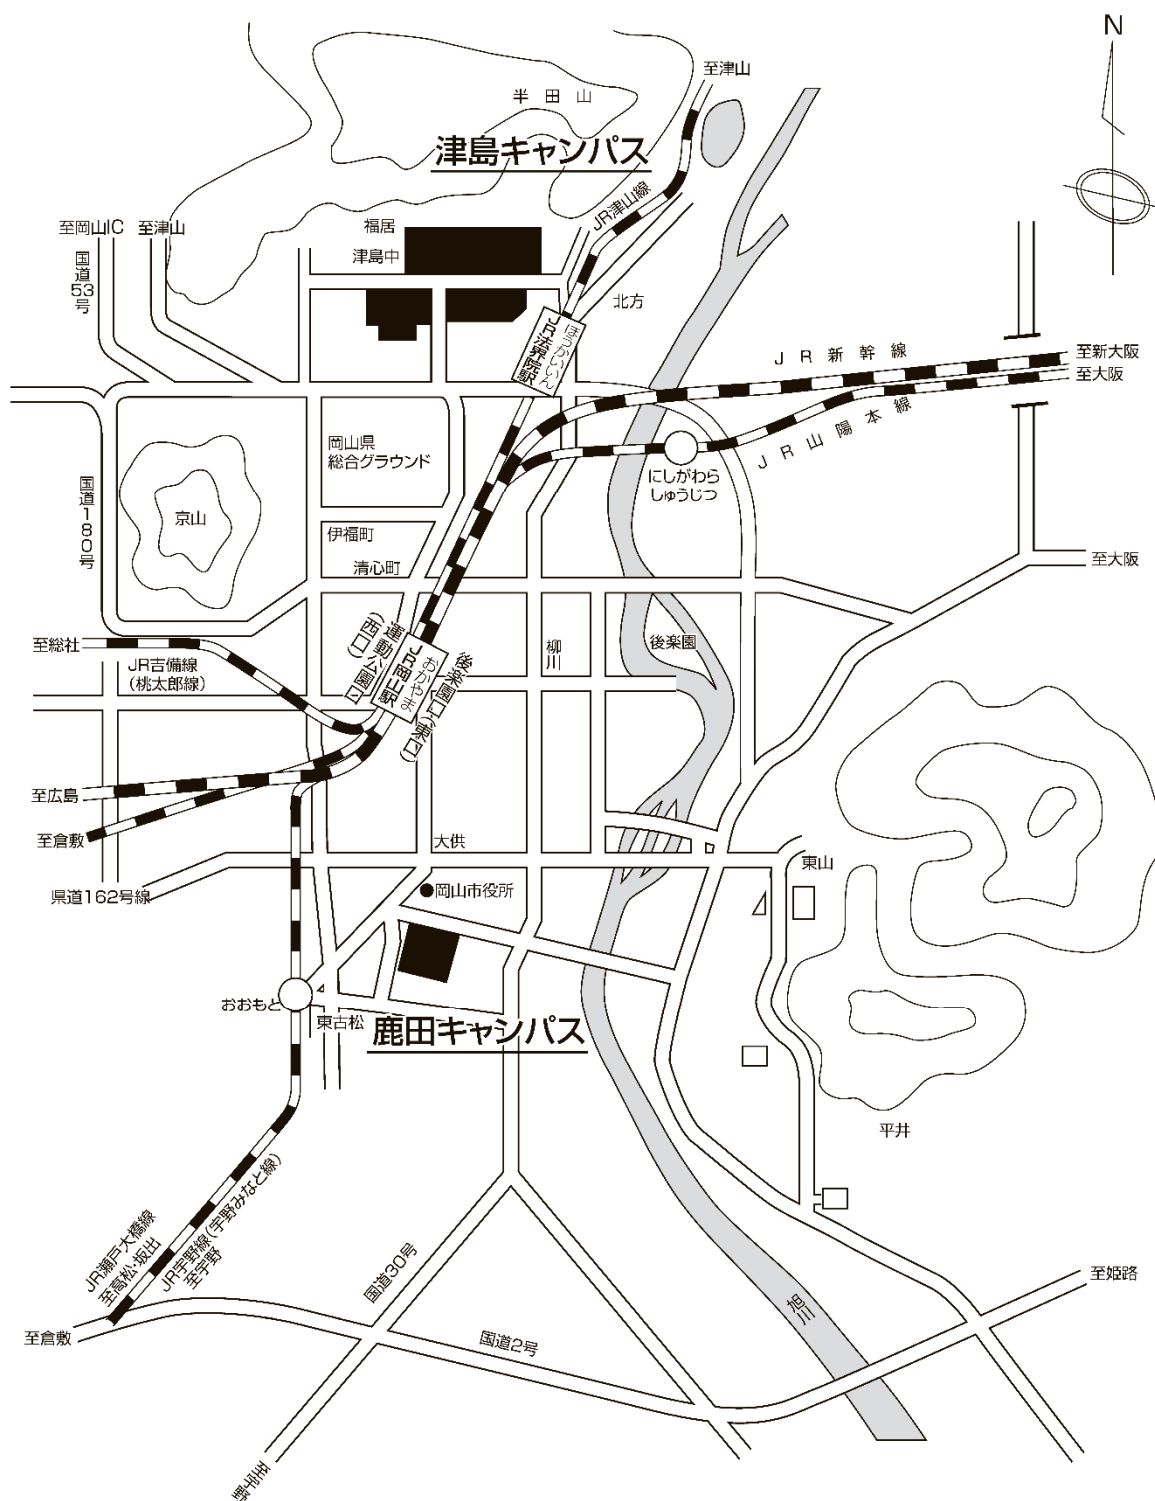 N
至津山
半田山
津島キャンパス
JR津山線
至岡山IC
至津山
福居
津島中
国道53号
北方
ほうかいいん
JR法界院駅
JR新幹線
至新大阪
至大阪
JR山陽本線
岡山県
総合グラウンド
にしがわら
しゅうじつ
国道180号
京山
伊福町
清心町
至大阪
至総社
JR吉備線
(桃太郎線)
運動公園口
(西口)
おかやま
JR岡山駅
後楽園口(東口)
柳川
後楽園
至広島
至倉敷
大供
東山
県道162号線
岡山市役所
おおもと
東古松
鹿田キャンパス
平井
JR瀬戸大橋線
至高松・坂出
JR宇野線(宇野みなと線)
至宇野
国道30号
旭川
至姫路
至倉敷
国道2号
至宇野